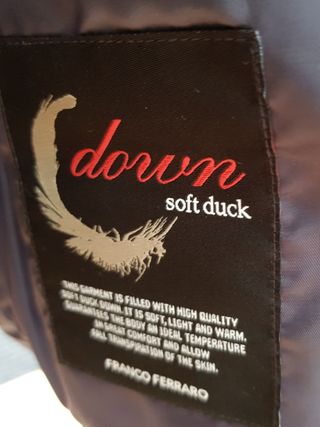 down
soft duck
THIS GARMENT IS FILLED WITH HIGH QUALITY
SOFT DUCK DOWN. IT IS SOFT, LIGHT AND WARM.
GUARANTEES THE BODY AN IDEAL TEMPERATURE
IN GREAT COMFORT AND ALLOW
ALL TRANSPIRATION OF THE SKIN.
FRANCO FERRARO